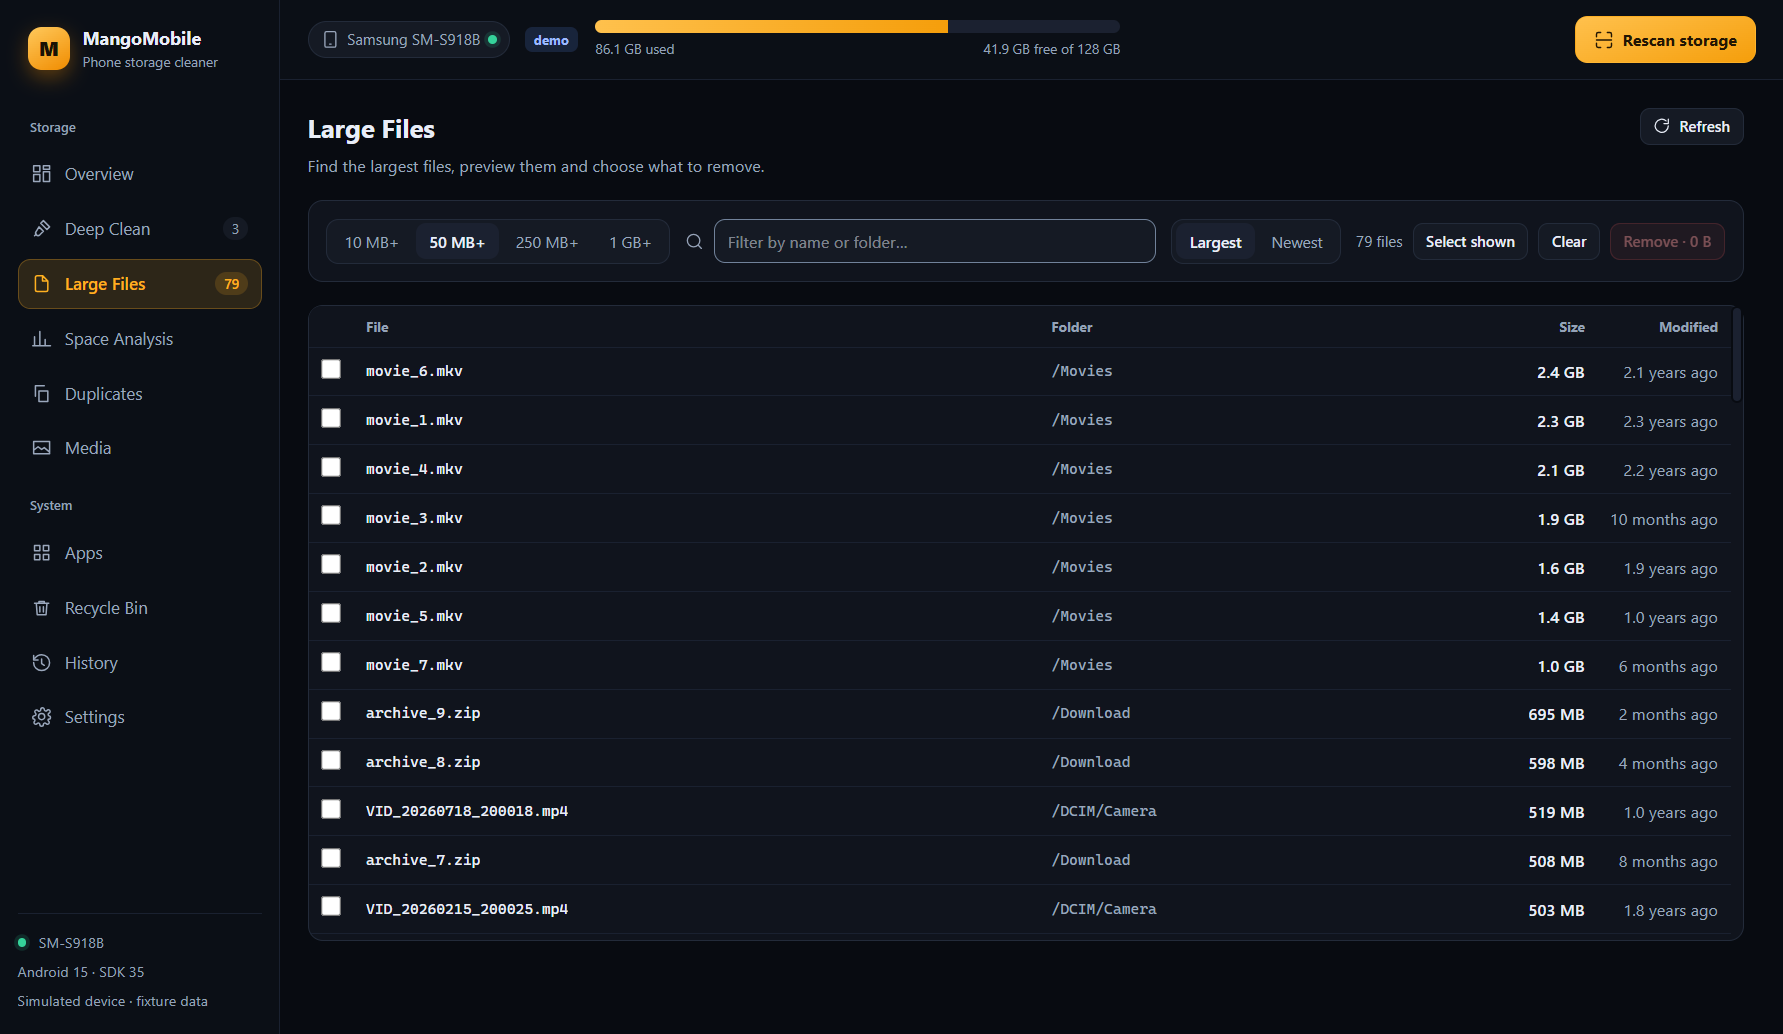 M
MangoMobile
Phone storage cleaner
Storage
Overview
Deep Clean 3
Large Files 79
Space Analysis
Duplicates
Media
System
Apps
Recycle Bin
History
Settings
SM-S918B
Android 15 · SDK 35
Simulated device · fixture data
Samsung SM-S918B demo
86.1 GB used 41.9 GB free of 128 GB
Rescan storage
Large Files
Find the largest files, preview them and choose what to remove.
Refresh
10 MB+ 50 MB+ 250 MB+ 1 GB+ Filter by name or folder... Largest Newest 79 files Select shown Clear Remove · 0 B
File Folder Size Modified
movie_6.mkv /Movies 2.4 GB 2.1 years ago
movie_1.mkv /Movies 2.3 GB 2.3 years ago
movie_4.mkv /Movies 2.1 GB 2.2 years ago
movie_3.mkv /Movies 1.9 GB 10 months ago
movie_2.mkv /Movies 1.6 GB 1.9 years ago
movie_5.mkv /Movies 1.4 GB 1.0 years ago
movie_7.mkv /Movies 1.0 GB 6 months ago
archive_9.zip /Download 695 MB 2 months ago
archive_8.zip /Download 598 MB 4 months ago
VID_20260718_200018.mp4 /DCIM/Camera 519 MB 1.0 years ago
archive_7.zip /Download 508 MB 8 months ago
VID_20260215_200025.mp4 /DCIM/Camera 503 MB 1.8 years ago